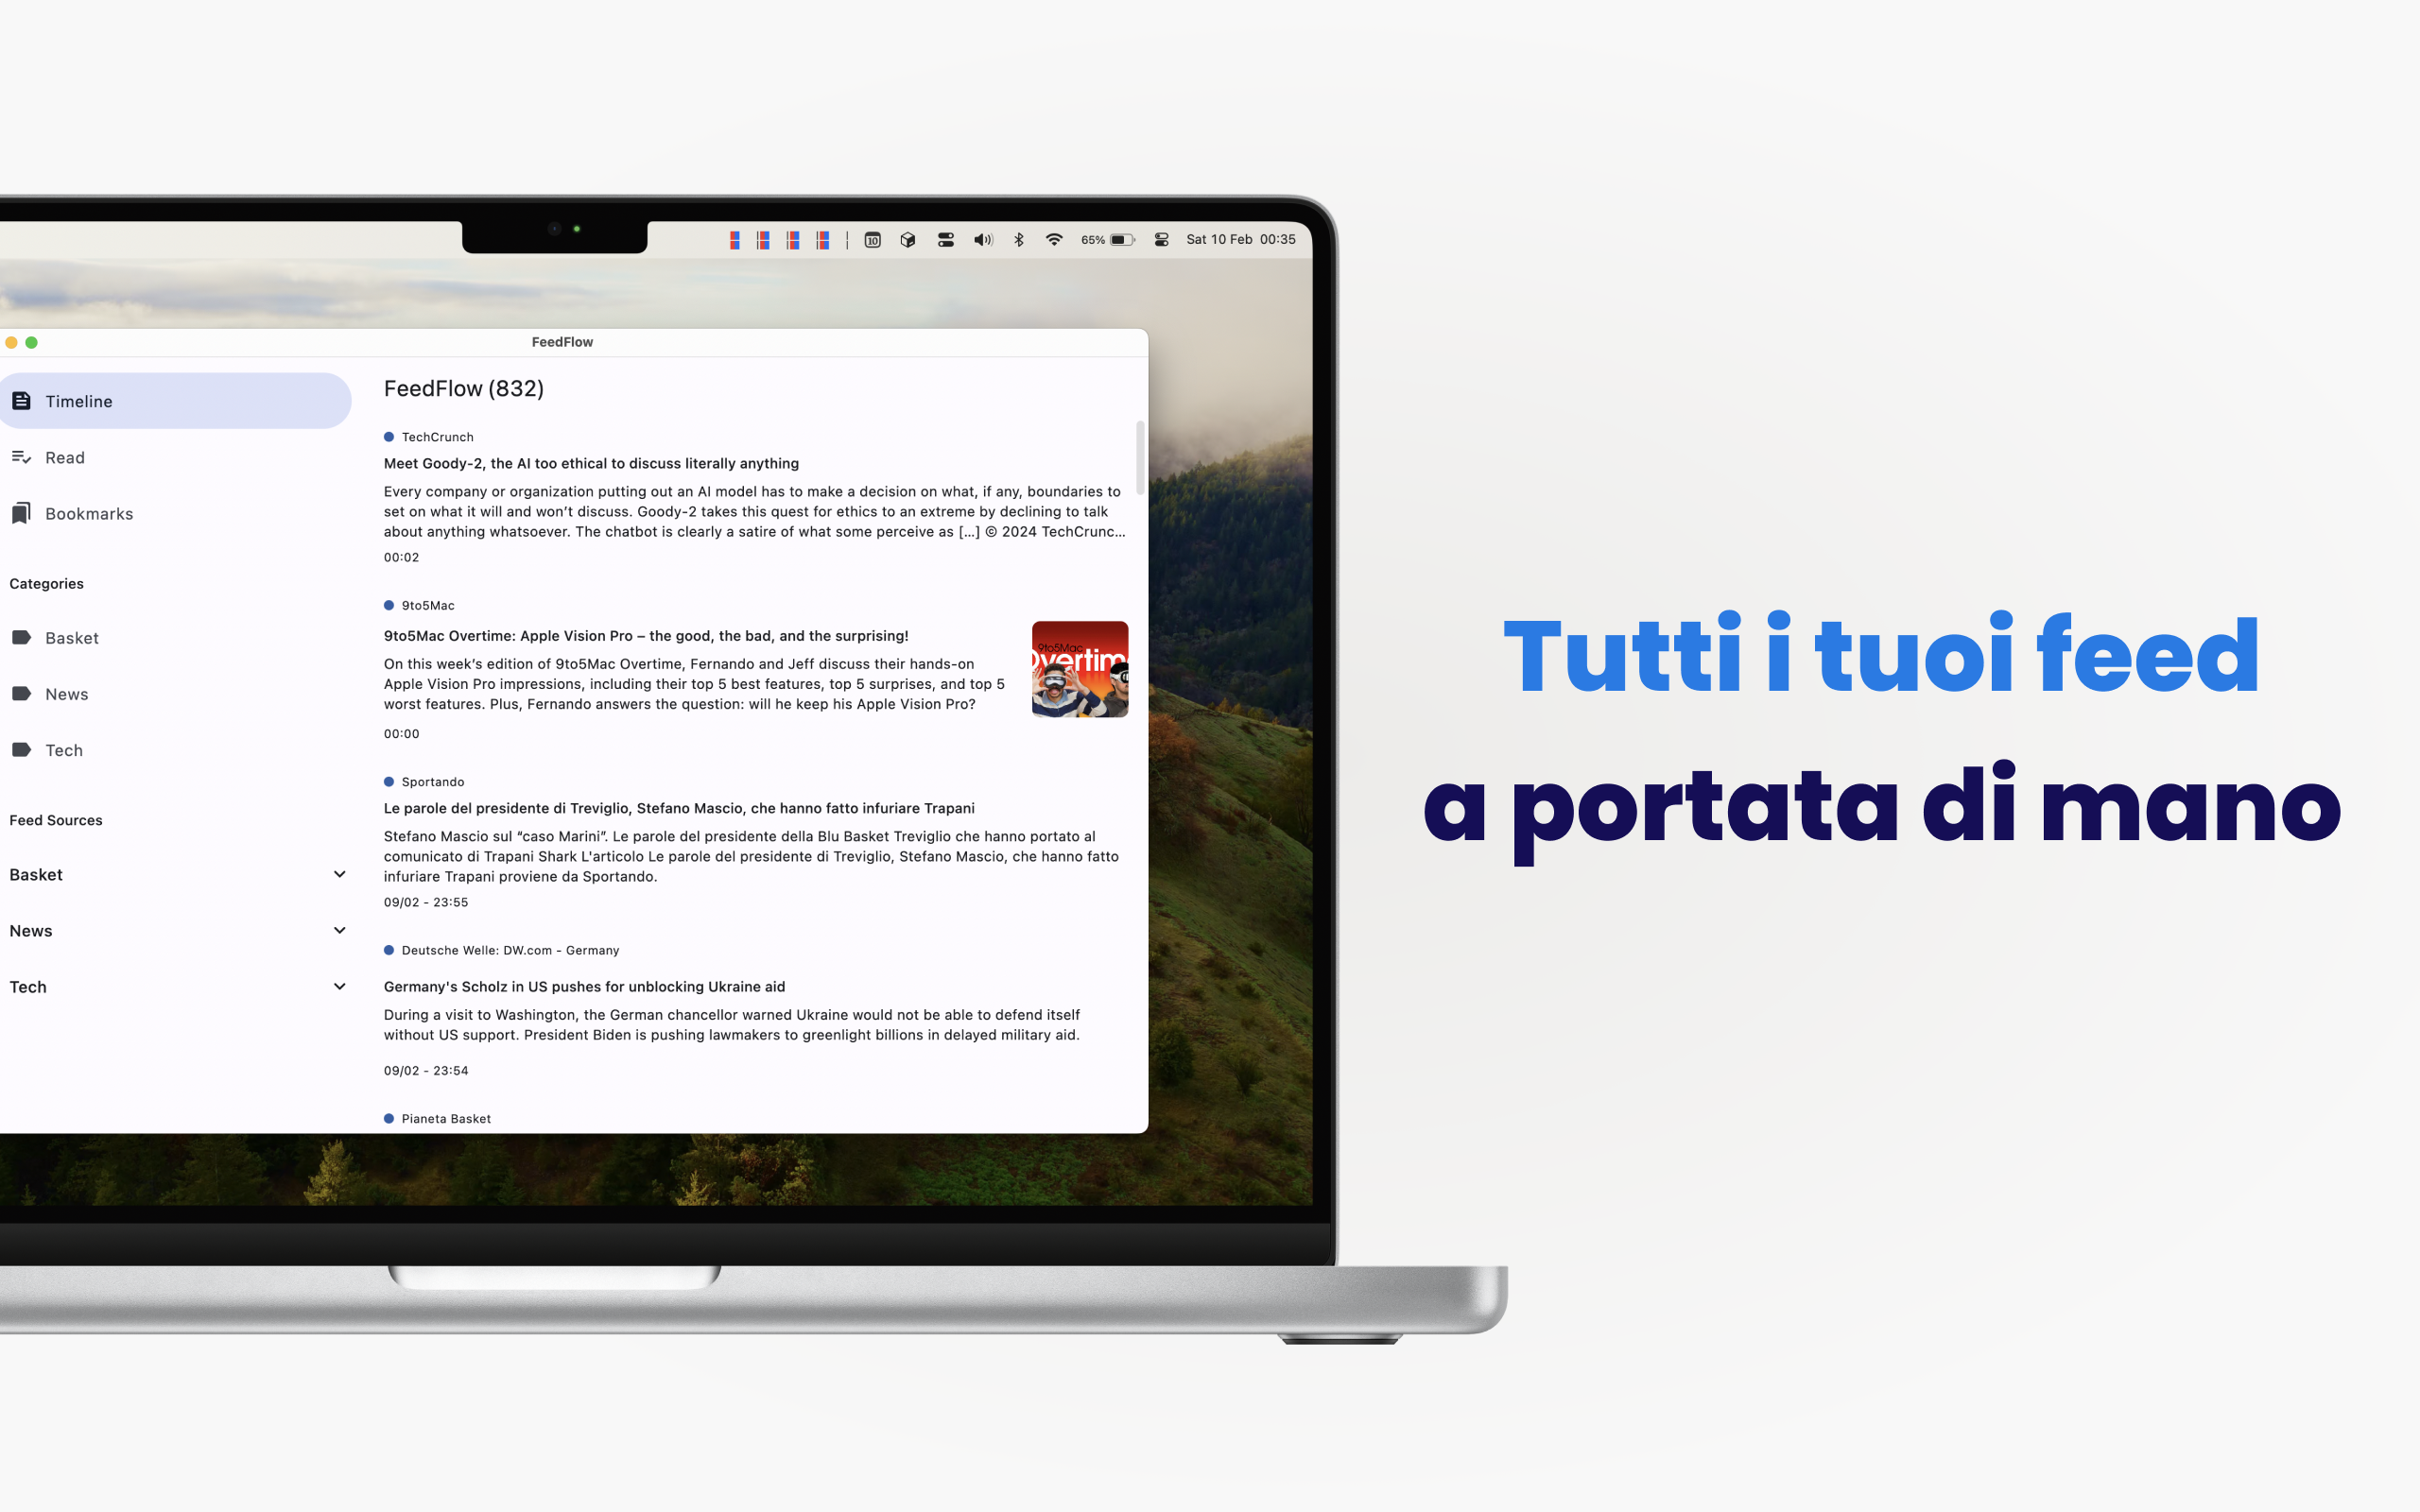 10
65%
Sat 10 Feb 00:35
FeedFlow
Timeline
Read
Bookmarks
Categories
Basket
News
Tech
Feed Sources
Basket
News
Tech
FeedFlow (832)
TechCrunch
Meet Goody-2, the AI too ethical to discuss literally anything
Every company or organization putting out an AI model has to make a decision on what, if any, boundaries to
set on what it will and won’t discuss. Goody-2 takes this quest for ethics to an extreme by declining to talk
about anything whatsoever. The chatbot is clearly a satire of what some perceive as […] © 2024 TechCrunc...
00:02
9to5Mac
9to5Mac Overtime: Apple Vision Pro – the good, the bad, and the surprising!
On this week’s edition of 9to5Mac Overtime, Fernando and Jeff discuss their hands-on
Apple Vision Pro impressions, including their top 5 best features, top 5 surprises, and top 5
worst features. Plus, Fernando answers the question: will he keep his Apple Vision Pro?
9to5Mac
Overtim
00:00
Sportando
Le parole del presidente di Treviglio, Stefano Mascio, che hanno fatto infuriare Trapani
Stefano Mascio sul “caso Marini”. Le parole del presidente della Blu Basket Treviglio che hanno portato al
comunicato di Trapani Shark L'articolo Le parole del presidente di Treviglio, Stefano Mascio, che hanno fatto
infuriare Trapani proviene da Sportando.
09/02 - 23:55
Deutsche Welle: DW.com - Germany
Germany's Scholz in US pushes for unblocking Ukraine aid
During a visit to Washington, the German chancellor warned Ukraine would not be able to defend itself
without US support. President Biden is pushing lawmakers to greenlight billions in delayed military aid.
09/02 - 23:54
Pianeta Basket
Tutti i tuoi feed
a portata di mano